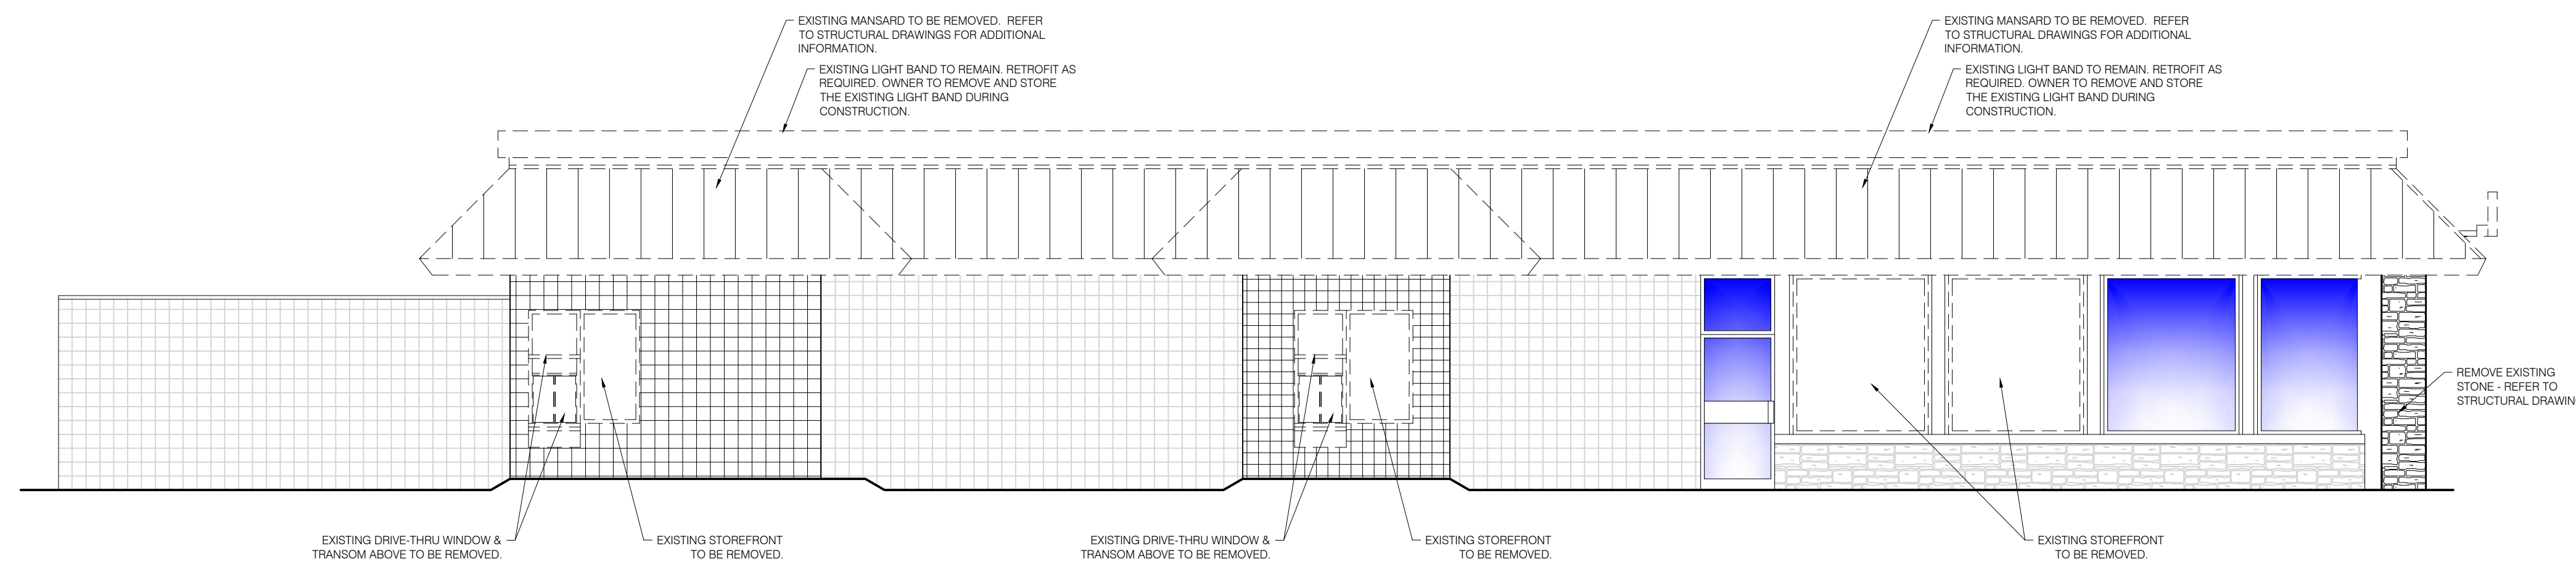 EXISTING MANSARD TO BE REMOVED. REFER
TO STRUCTURAL DRAWINGS FOR ADDITIONAL
INFORMATION.
EXISTING LIGHT BAND TO REMAIN. RETROFIT AS
REQUIRED. OWNER TO REMOVE AND STORE
THE EXISTING LIGHT BAND DURING
CONSTRUCTION.
EXISTING MANSARD TO BE REMOVED. REFER
TO STRUCTURAL DRAWINGS FOR ADDITIONAL
INFORMATION.
EXISTING LIGHT BAND TO REMAIN. RETROFIT AS
REQUIRED. OWNER TO REMOVE AND STORE
THE EXISTING LIGHT BAND DURING
CONSTRUCTION.
REMOVE EXISTING
STONE - REFER TO
STRUCTURAL DRAWIN
EXISTING DRIVE-THRU WINDOW &
TRANSOM ABOVE TO BE REMOVED.
EXISTING STOREFRONT
TO BE REMOVED.
EXISTING DRIVE-THRU WINDOW &
TRANSOM ABOVE TO BE REMOVED.
EXISTING STOREFRONT
TO BE REMOVED.
EXISTING STOREFRONT
TO BE REMOVED.